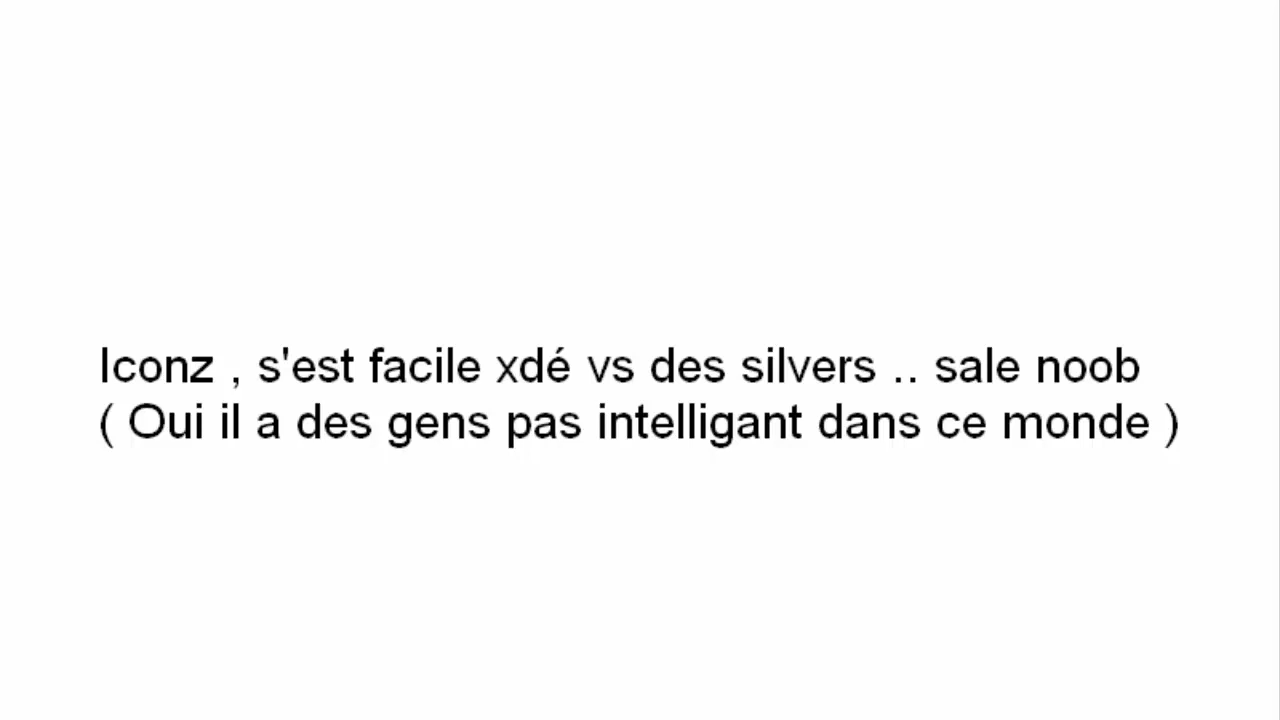 Iconz , s'est facile xdé vs des silvers .. sale noob
( Oui il a des gens pas intelligant dans ce monde )